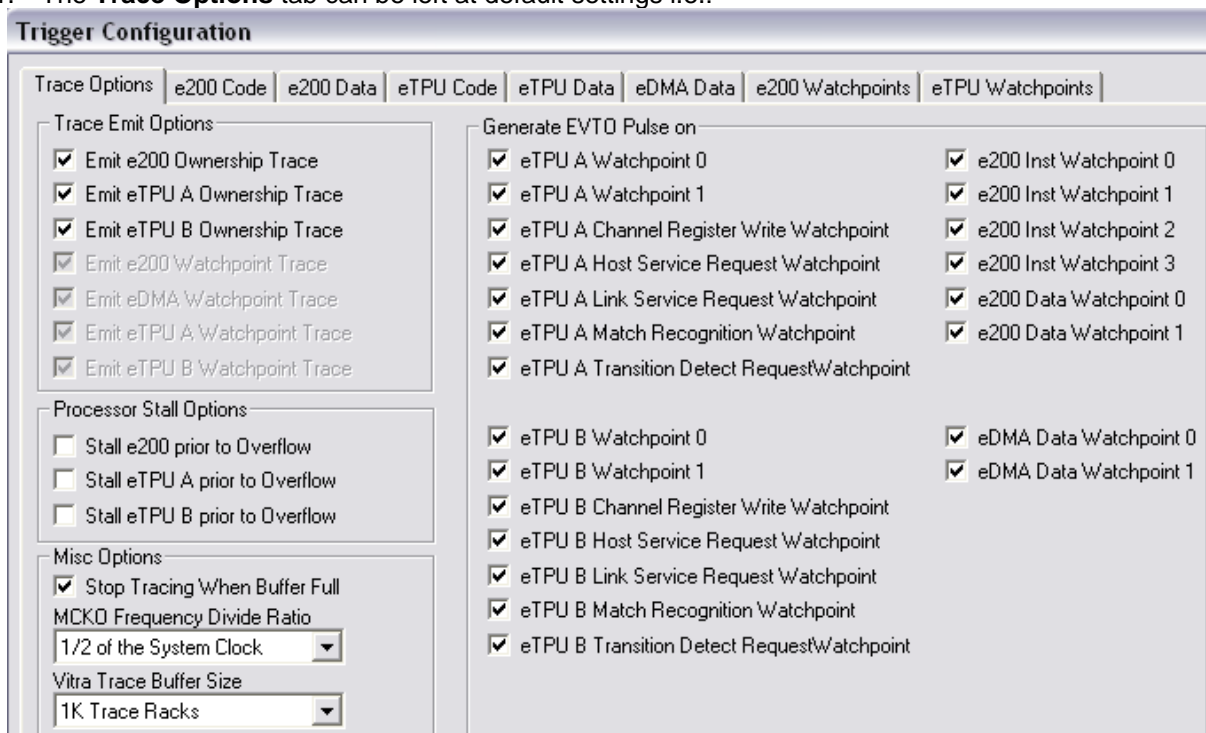 The Trace Options tab can be left at default settings i.e.:
Trigger Configuration
Trace Options e200 Code e200 Data eTPU Code eTPU Data eDMA Data e200 Watchpoints eTPU Watchpoints
Trace Emit Options
Emit e200 Ownership Trace
Emit eTPU A Ownership Trace
Emit eTPU B Ownership Trace
Emit e200 Watchpoint Trace
Emit eDMA Watchpoint Trace
Emit eTPU A Watchpoint Trace
Emit eTPU B Watchpoint Trace
Processor Stall Options
Stall e200 prior to Overflow
Stall eTPU A prior to Overflow
Stall eTPU B prior to Overflow
Misc Options
Stop Tracing When Buffer Full
MCKO Frequency Divide Ratio
1/2 of the System Clock
Vitra Trace Buffer Size
1K Trace Racks
Generate EVTO Pulse on
eTPU A Watchpoint 0
eTPU A Watchpoint 1
eTPU A Channel Register Write Watchpoint
eTPU A Host Service Request Watchpoint
eTPU A Link Service Request Watchpoint
eTPU A Match Recognition Watchpoint
eTPU A Transition Detect RequestWatchpoint
eTPU B Watchpoint 0
eTPU B Watchpoint 1
eTPU B Channel Register Write Watchpoint
eTPU B Host Service Request Watchpoint
eTPU B Link Service Request Watchpoint
eTPU B Match Recognition Watchpoint
eTPU B Transition Detect RequestWatchpoint
e200 Inst Watchpoint 0
e200 Inst Watchpoint 1
e200 Inst Watchpoint 2
e200 Inst Watchpoint 3
e200 Data Watchpoint 0
e200 Data Watchpoint 1
eDMA Data Watchpoint 0
eDMA Data Watchpoint 1